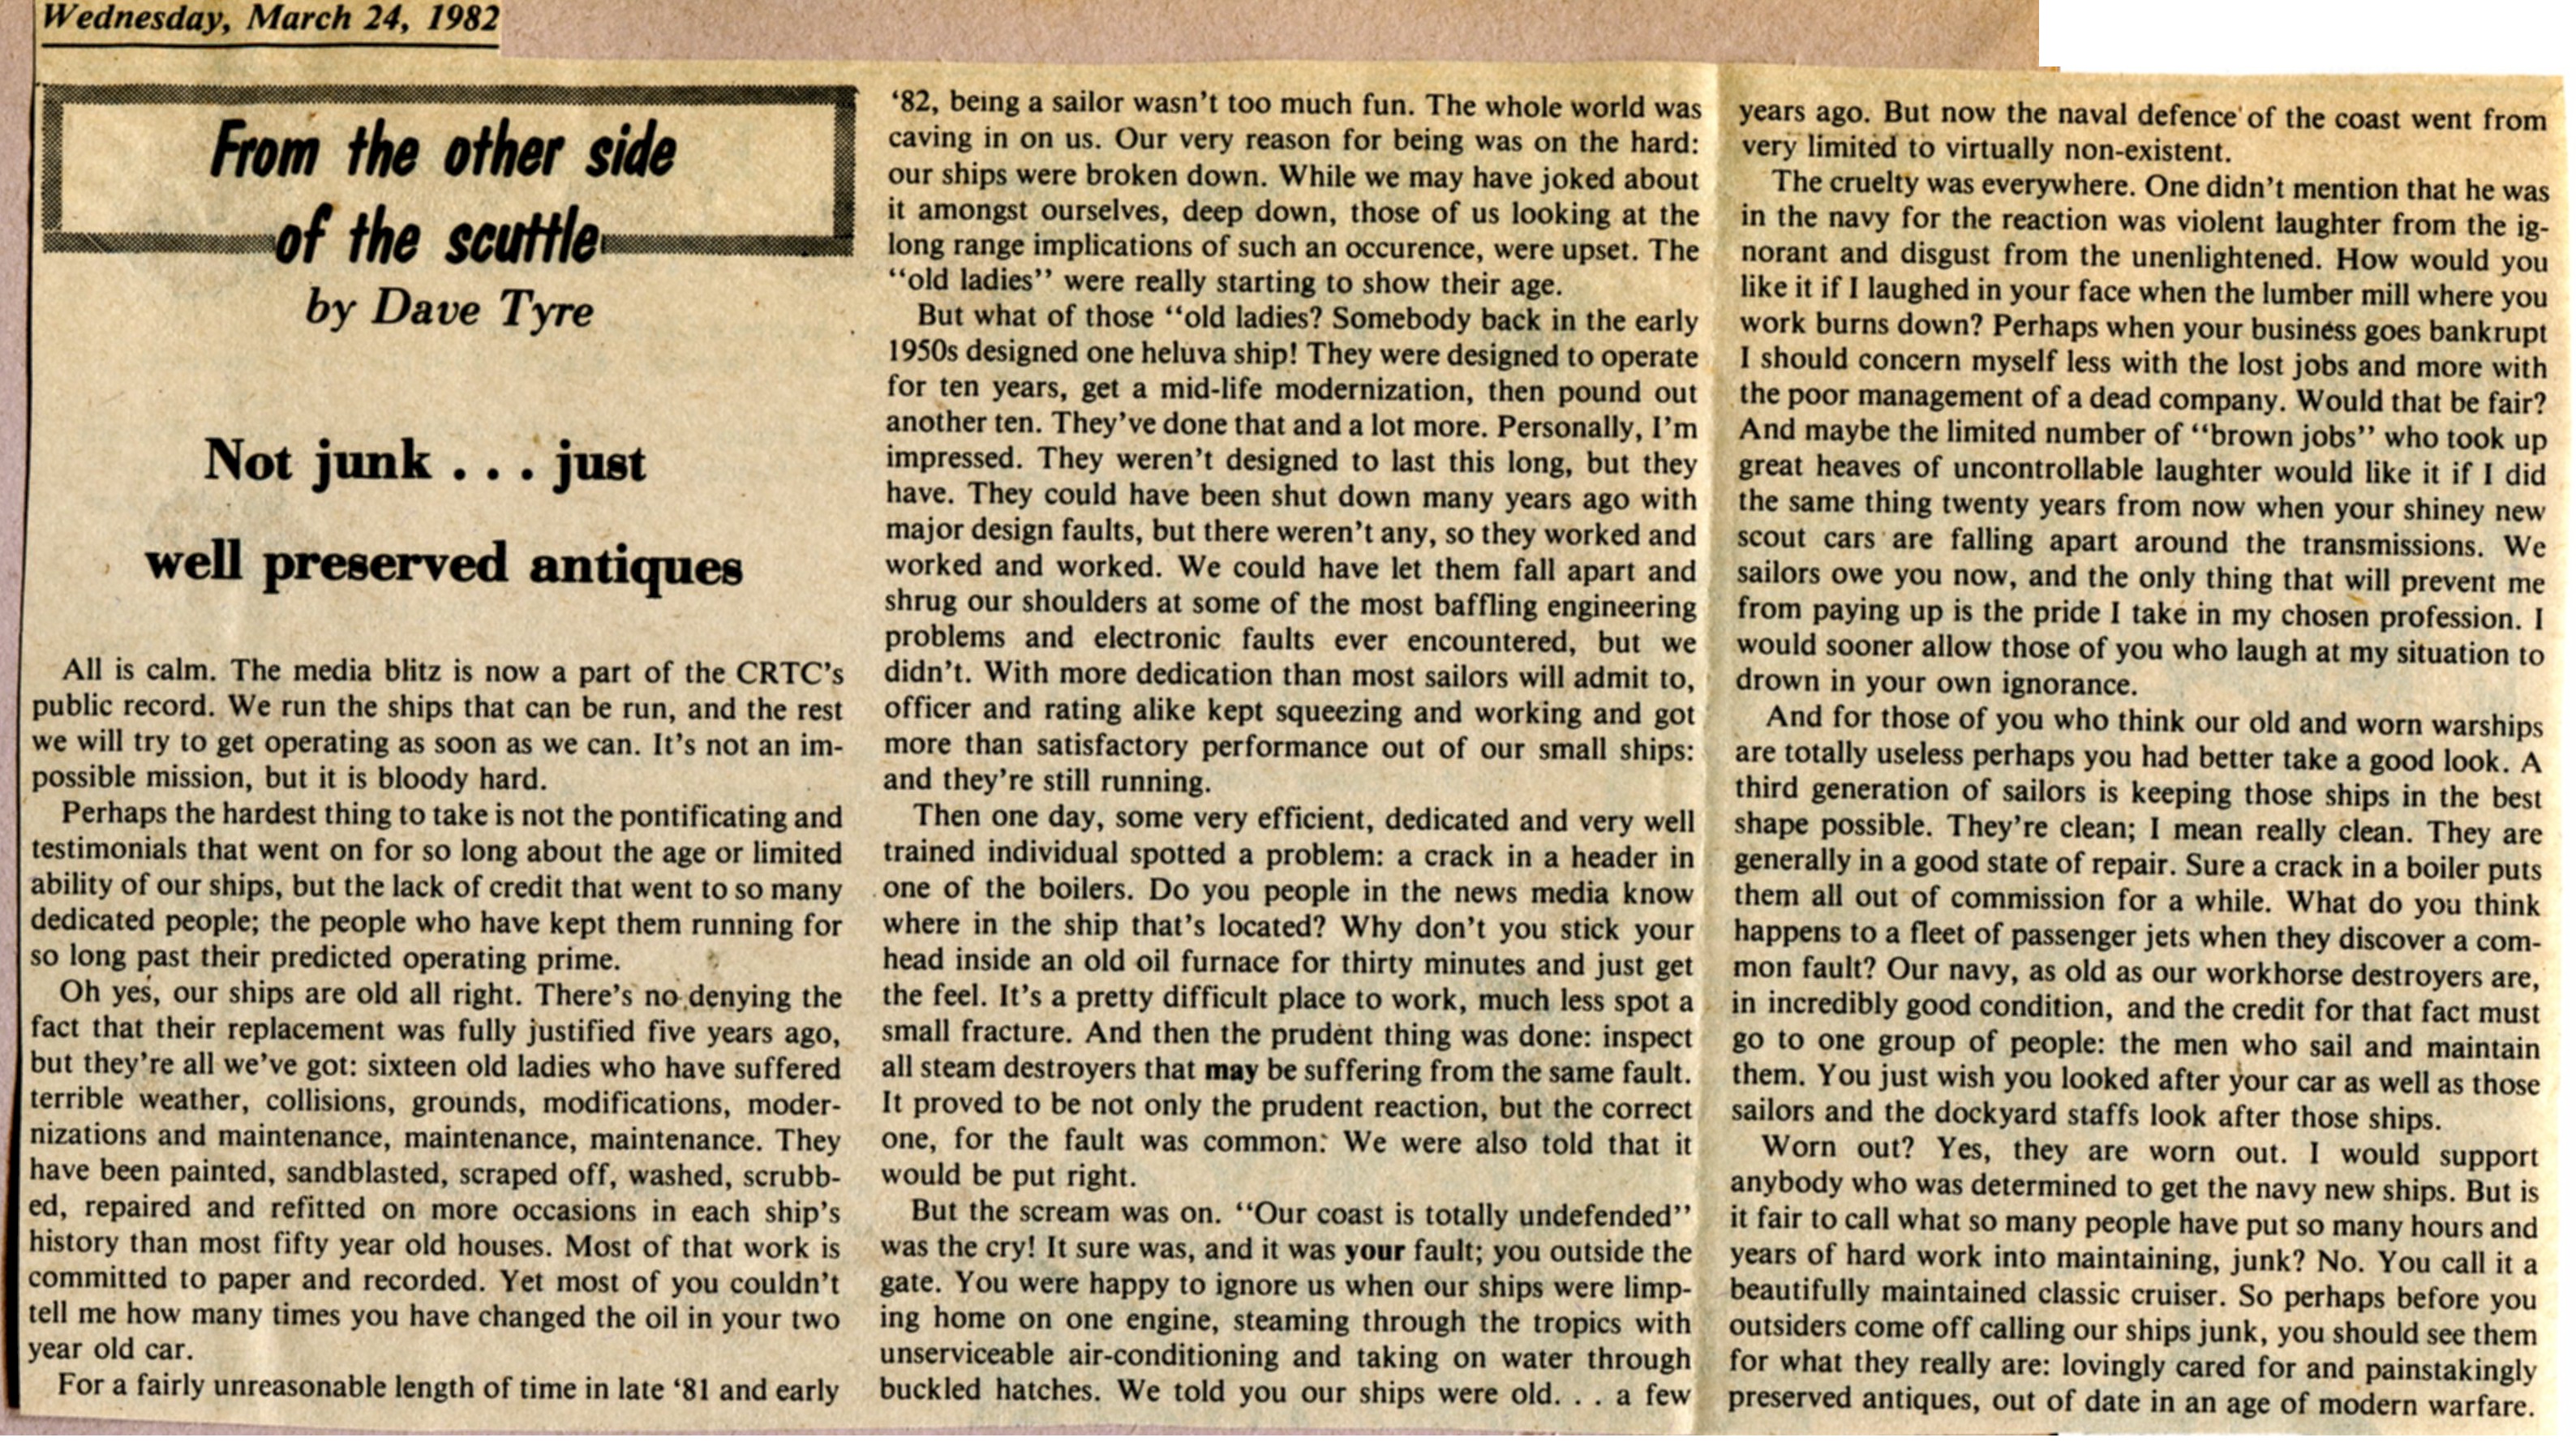 Wednesday, March 24, 1982
From the other side
of the scuttle
by Dave Tyre
Not junk . . . just
well preserved antiques
All is calm. The media blitz is now a part of the CRTC's
public record. We run the ships that can be run, and the rest
we will try to get operating as soon as we can. It's not an im-
possible mission, but it is bloody hard.
Perhaps the hardest thing to take is not the pontificating and
testimonials that went on for so long about the age or limited
ability of our ships, but the lack of credit that went to so many
dedicated people; the people who have kept them running for
so long past their predicted operating prime.
Oh yes, our ships are old all right. There's no denying the
fact that their replacement was fully justified five years ago,
but they're all we've got: sixteen old ladies who have suffered
terrible weather, collisions, grounds, modifications, moder-
nizations and maintenance, maintenance, maintenance. They
have been painted, sandblasted, scraped off, washed, scrubb-
ed, repaired and refitted on more occasions in each ship's
history than most fifty year old houses. Most of that work is
committed to paper and recorded. Yet most of you couldn't
tell me how many times you have changed the oil in your two
year old car.
For a fairly unreasonable length of time in late '81 and early
'82, being a sailor wasn't too much fun. The whole world was
caving in on us. Our very reason for being was on the hard:
our ships were broken down. While we may have joked about
it amongst ourselves, deep down, those of us looking at the
long range implications of such an occurence, were upset. The
"old ladies" were really starting to show their age.
But what of those "old ladies? Somebody back in the early
1950s designed one heluva ship! They were designed to operate
for ten years, get a mid-life modernization, then pound out
another ten. They've done that and a lot more. Personally, I'm
impressed. They weren't designed to last this long, but they
have. They could have been shut down many years ago with
major design faults, but there weren't any, so they worked and
worked and worked. We could have let them fall apart and
shrug our shoulders at some of the most baffling engineering
problems and electronic faults ever encountered, but we
didn't. With more dedication than most sailors will admit to,
officer and rating alike kept squeezing and working and got
more than satisfactory performance out of our small ships:
and they're still running.
Then one day, some very efficient, dedicated and very well
trained individual spotted a problem: a crack in a header in
one of the boilers. Do you people in the news media know
where in the ship that's located? Why don't you stick your
head inside an old oil furnace for thirty minutes and just get
the feel. It's a pretty difficult place to work, much less spot a
small fracture. And then the prudent thing was done: inspect
all steam destroyers that may be suffering from the same fault.
It proved to be not only the prudent reaction, but the correct
one, for the fault was common. We were also told that it
would be put right.
But the scream was on. "Our coast is totally undefended"
was the cry! It sure was, and it was your fault; you outside the
gate. You were happy to ignore us when our ships were limp-
ing home on one engine, steaming through the tropics with
unserviceable air-conditioning and taking on water through
buckled hatches. We told you our ships were old. . . a few
years ago. But now the naval defence of the coast went from
very limited to virtually non-existent.
The cruelty was everywhere. One didn't mention that he was
in the navy for the reaction was violent laughter from the ig-
norant and disgust from the unenlightened. How would you
like it if I laughed in your face when the lumber mill where you
work burns down? Perhaps when your business goes bankrupt
I should concern myself less with the lost jobs and more with
the poor management of a dead company. Would that be fair?
And maybe the limited number of "brown jobs" who took up
great heaves of uncontrollable laughter would like it if I did
the same thing twenty years from now when your shiney new
scout cars are falling apart around the transmissions. We
sailors owe you now, and the only thing that will prevent me
from paying up is the pride I take in my chosen profession. I
would sooner allow those of you who laugh at my situation to
drown in your own ignorance.
And for those of you who think our old and worn warships
are totally useless perhaps you had better take a good look. A
third generation of sailors is keeping those ships in the best
shape possible. They're clean; I mean really clean. They are
generally in a good state of repair. Sure a crack in a boiler puts
them all out of commission for a while. What do you think
happens to a fleet of passenger jets when they discover a com-
mon fault? Our navy, as old as our workhorse destroyers are,
in incredibly good condition, and the credit for that fact must
go to one group of people: the men who sail and maintain
them. You just wish you looked after your car as well as those
sailors and the dockyard staffs look after those ships.
Worn out? Yes, they are worn out. I would support
anybody who was determined to get the navy new ships. But is
it fair to call what so many people have put so many hours and
years of hard work into maintaining, junk? No. You call it a
beautifully maintained classic cruiser. So perhaps before you
outsiders come off calling our ships junk, you should see them
for what they really are: lovingly cared for and painstakingly
preserved antiques, out of date in an age of modern warfare.